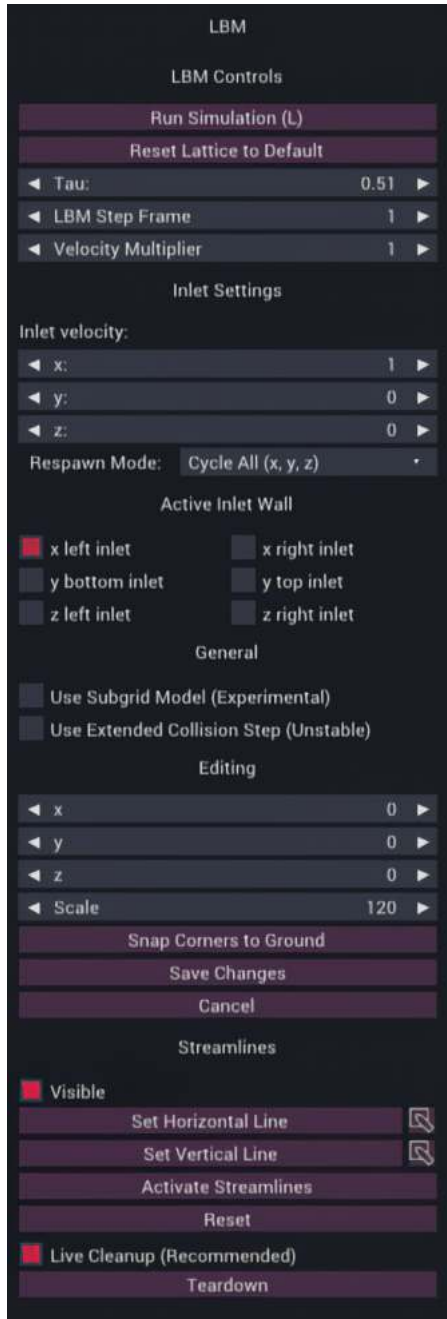 LBM
LBM Controls
Run Simulation (L)
Reset Lattice to Default
Tau: 0.51
LBM Step Frame 1
Velocity Multiplier 1
Inlet Settings
Inlet velocity:
x: 1
y: 0
z: 0
Respawn Mode: Cycle All (x, y, z)
Active Inlet Wall
x left inlet x right inlet
y bottom inlet y top inlet
z left inlet z right inlet
General
Use Subgrid Model (Experimental)
Use Extended Collision Step (Unstable)
Editing
x 0
y 0
z 0
Scale 120
Snap Corners to Ground
Save Changes
Cancel
Streamlines
Visible
Set Horizontal Line
Set Vertical Line
Activate Streamlines
Reset
Live Cleanup (Recommended)
Teardown